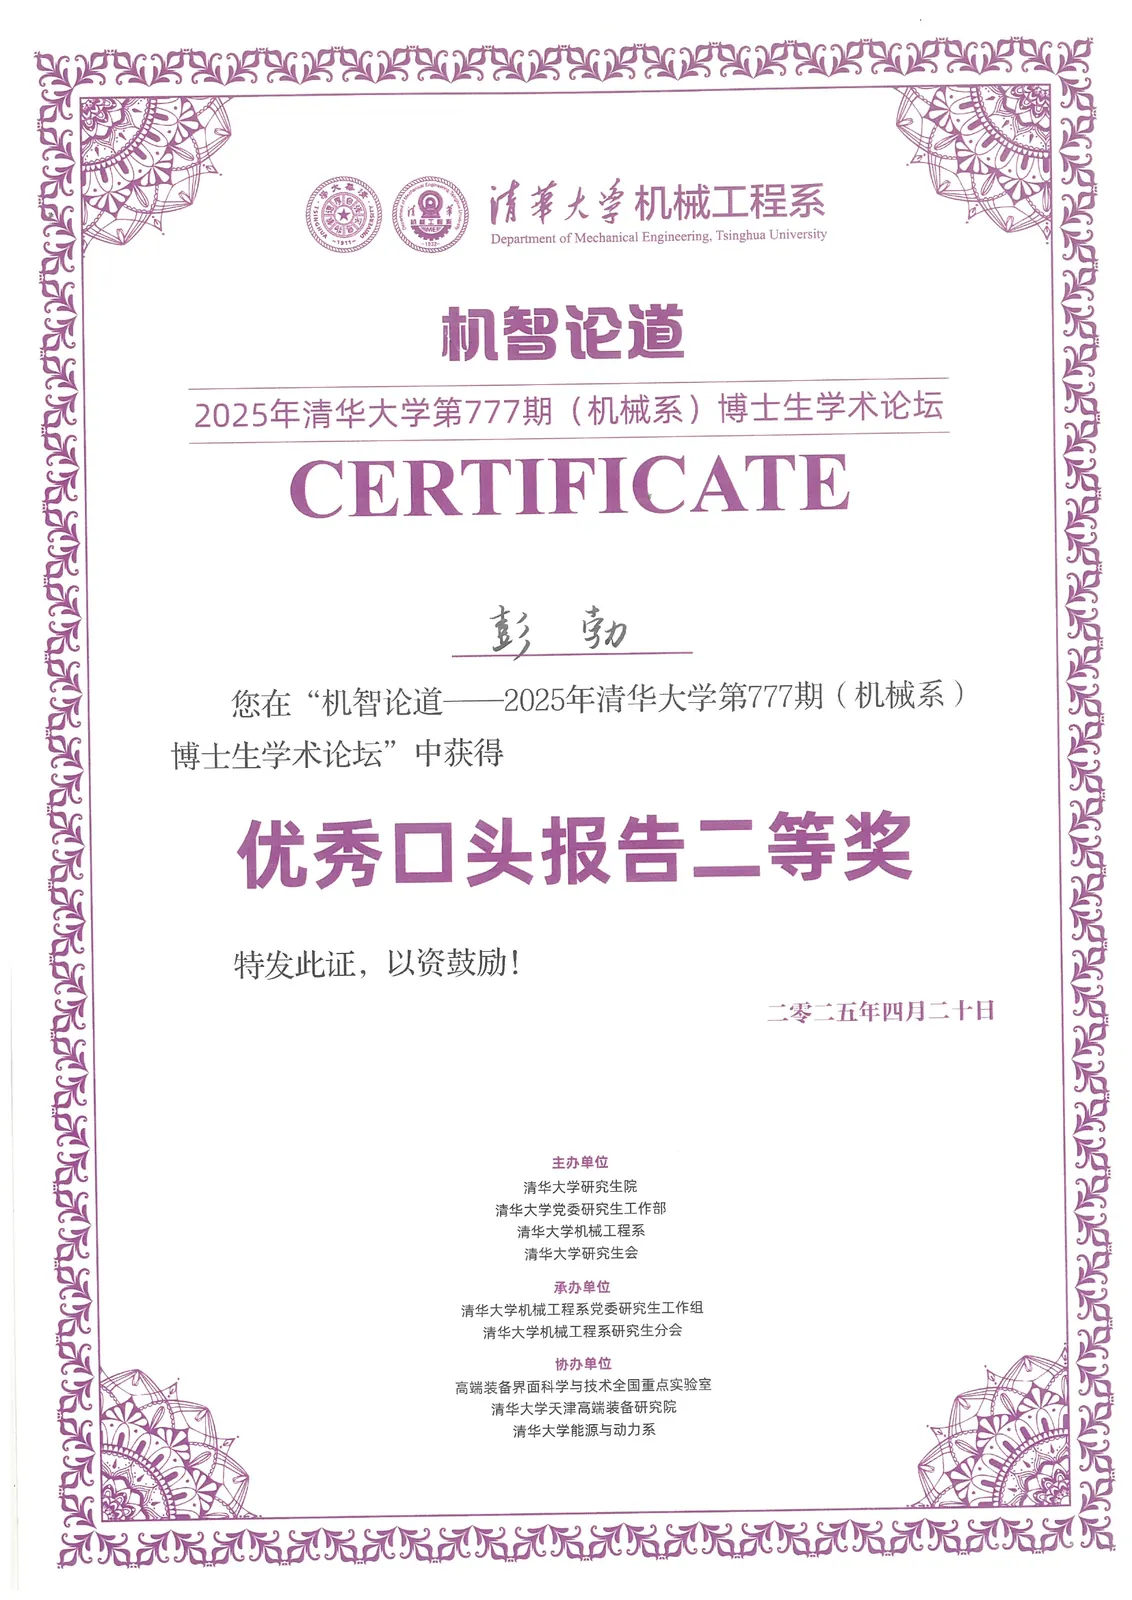 清华大学机械工程系
Department of Mechanical Engineering, Tsinghua University
机智论道
2025年清华大学第777期（机械系）博士生学术论坛
CERTIFICATE
彭 勃
您在“机智论道——2025年清华大学第777期（机械系）
博士生学术论坛”中获得
优秀口头报告二等奖
特发此证，以资鼓励！
二零二五年四月二十日
主办单位
清华大学研究生院
清华大学党委研究生工作部
清华大学机械工程系
清华大学研究生会
承办单位
清华大学机械工程系党委研究生工作组
清华大学机械工程系研究生分会
协办单位
高端装备界面科学与技术全国重点实验室
清华大学天津高端装备研究院
清华大学能源与动力系